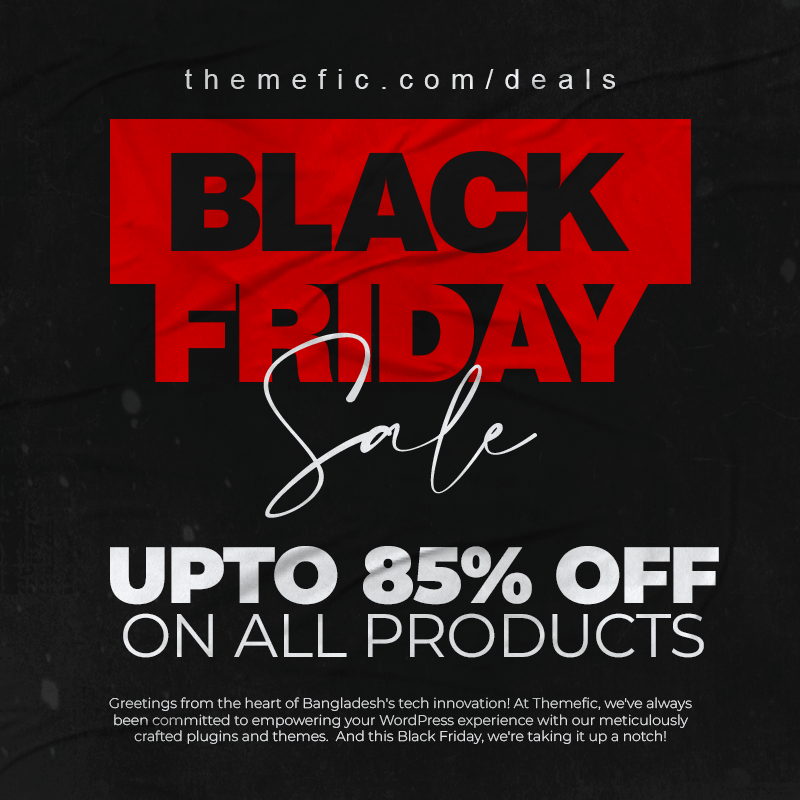 themefic.com/deals
BLACK
FRIDAY
Sale
UPTO 85% OFF
ON ALL PRODUCTS
Greetings from the heart of Bangladesh's tech innovation! At Themefic, we've always
been committed to empowering your WordPress experience with our meticulously
crafted plugins and themes. And this Black Friday, we're taking it up a notch!